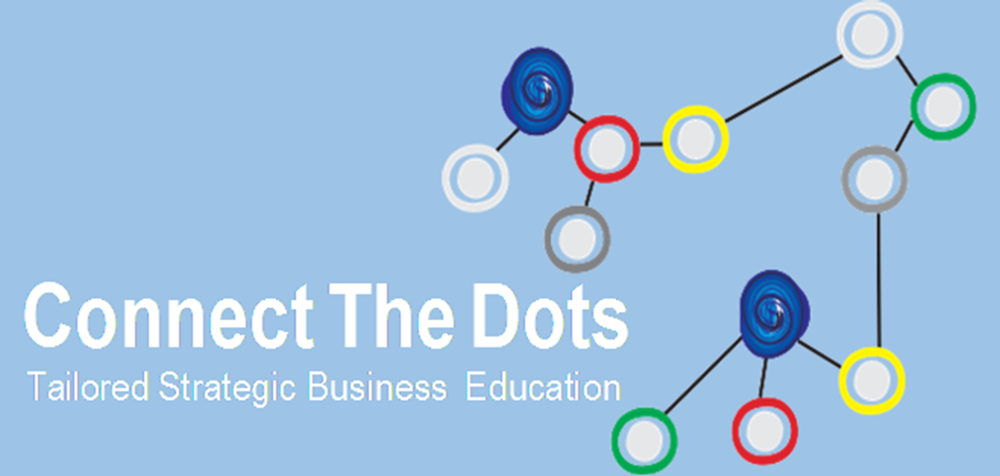 Connect The Dots
Tailored Strategic Business Education